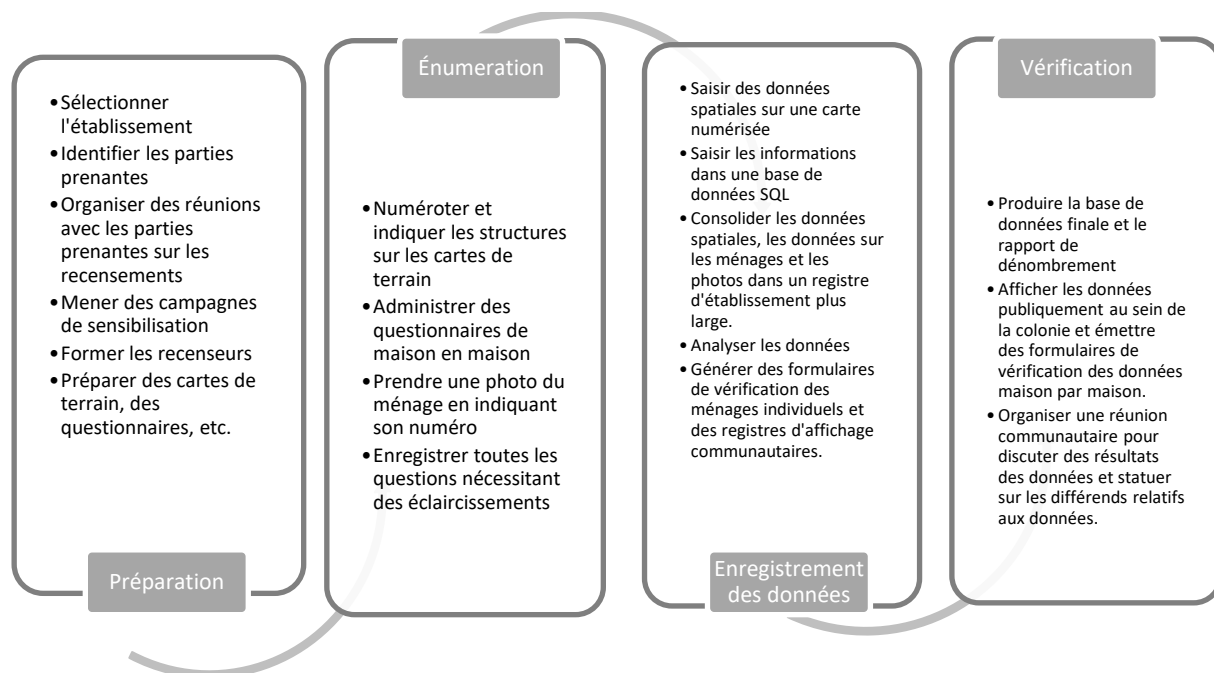 •Sélectionner
l'établissement
•Identifier les parties
prenantes
•Organiser des réunions
avec les parties
prenantes sur les
recensements
•Mener des campagnes
de sensibilisation
•Former les recenseurs
•Préparer des cartes de
terrain, des
questionnaires, etc.
Préparation
Énumeration
•Numéroter et
indiquer les structures
sur les cartes de
terrain
•Administrer des
questionnaires de
maison en maison
•Prendre une photo du
ménage en indiquant
son numéro
•Enregistrer toutes les
questions nécessitant
des éclaircissements
•Saisir des données
spatiales sur une carte
numérisée
•Saisir les informations
dans une base de
données SQL
•Consolider les données
spatiales, les données sur
les ménages et les
photos dans un registre
d'établissement plus
large.
•Analyser les données
•Générer des formulaires
de vérification des
ménages individuels et
des registres d'affichage
communautaires.
Enregistrement
des données
Vérification
•Produire la base de
données finale et le
rapport de
dénombrement
•Afficher les données
publiquement au sein de
la colonie et émettre
des formulaires de
vérification des données
maison par maison.
•Organiser une réunion
communautaire pour
discuter des résultats
des données et statuer
sur les différends relatifs
aux données.